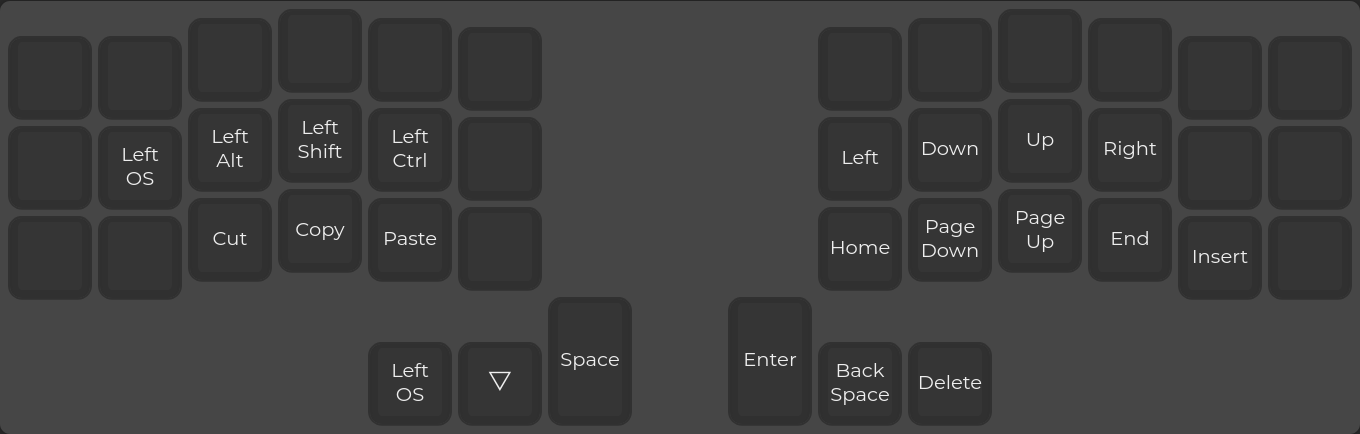 Left
OS
Left
Alt
Left
Shift
Left
Ctrl
Left
Down
Up
Right
Cut
Copy
Paste
Home
Page
Down
Page
Up
End
Insert
Left
OS
▽
Space
Enter
Back
Space
Delete